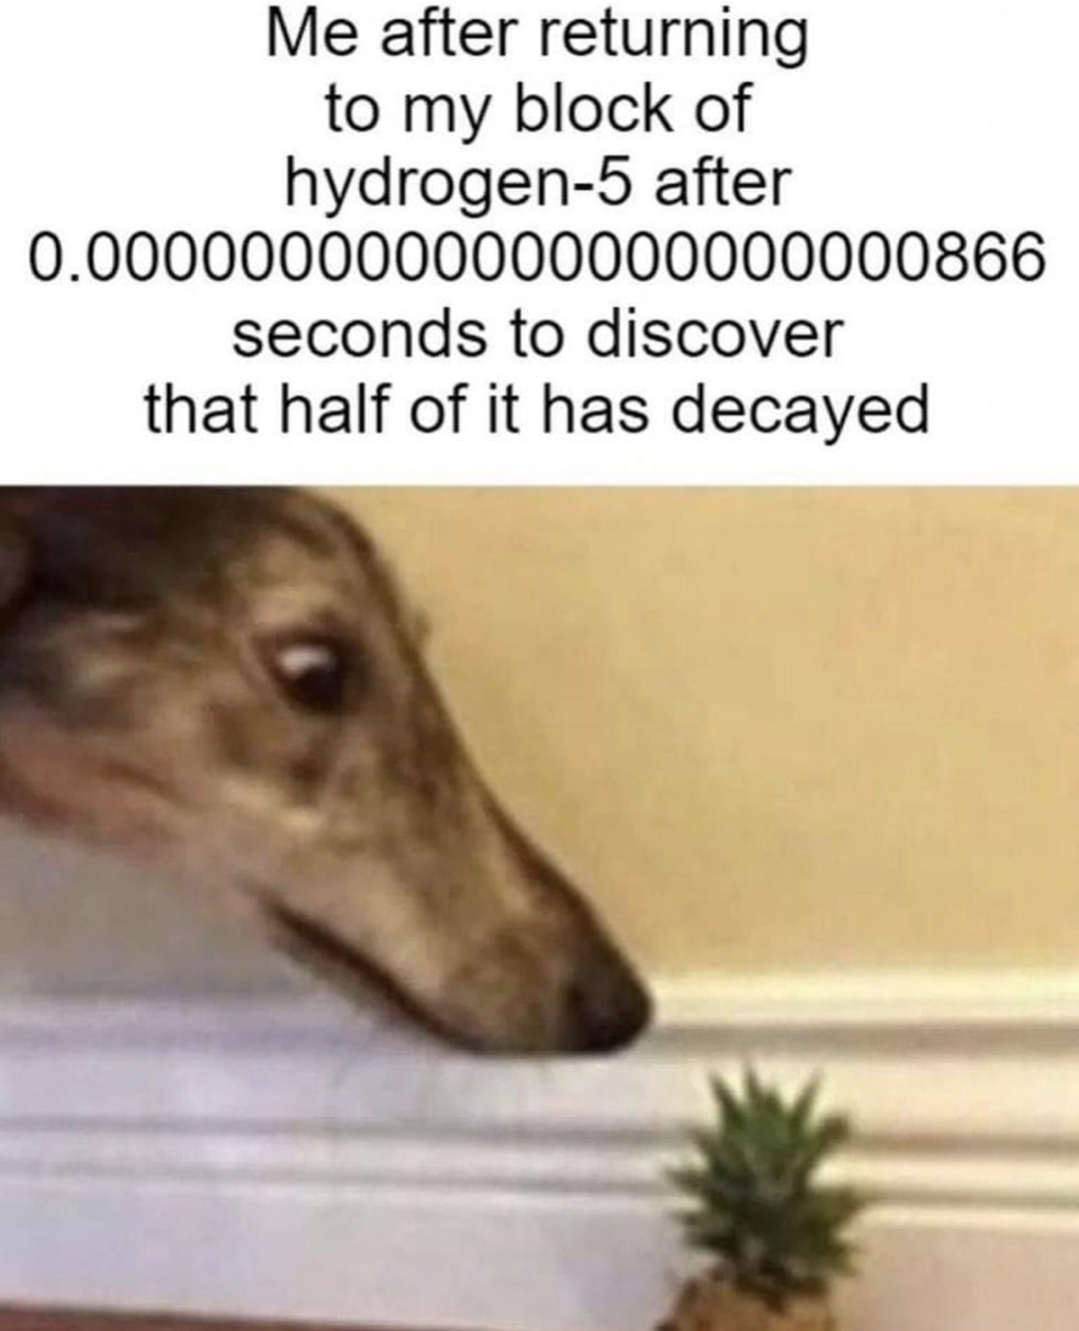 Me after returning
to my block of
hydrogen-5 after
0.0000000000000000000000866
seconds to discover
that half of it has decayed